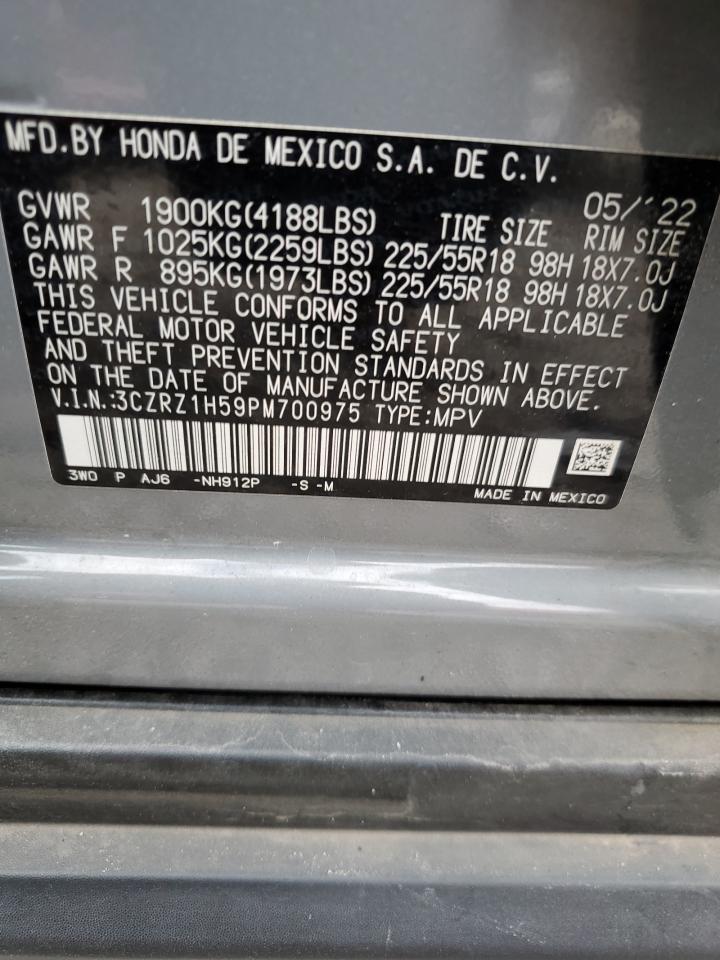 MFD.BY HONDA DE MEXICO S.A. DE C.V.
05/'22
GVWR 1900KG(4188LBS) TIRE SIZE RIM SIZE
GAWR F 1025KG(2259LBS) 225/55R18 98H 18X7.0J
GAWR R 895KG(1973LBS) 225/55R18 98H 18X7.0J
THIS VEHICLE CONFORMS TO ALL APPLICABLE
FEDERAL MOTOR VEHICLE SAFETY
AND THEFT PREVENTION STANDARDS IN EFFECT
ON THE DATE OF MANUFACTURE SHOWN ABOVE.
V.I.N.:3CZRZ1H59PM700975 TYPE:MPV
3W0 P AJ6 -NH912P -S -M
MADE IN MEXICO